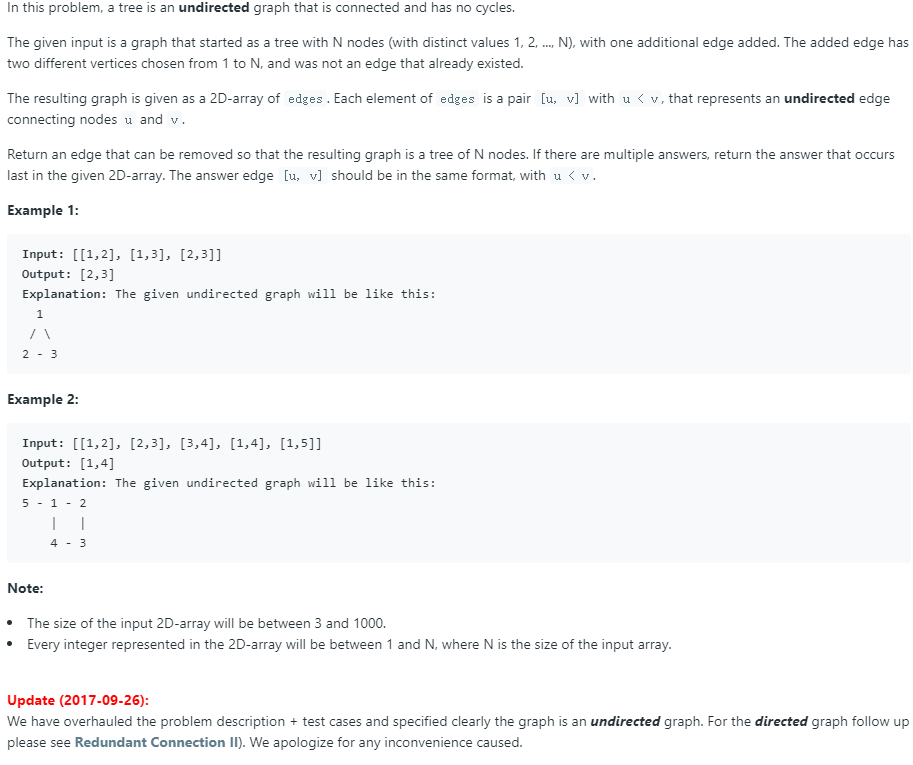 In this problem, a tree is an undirected graph that is connected and has no cycles.
The given input is a graph that started as a tree with N nodes (with distinct values 1, 2, ..., N), with one additional edge added. The added edge has
two different vertices chosen from 1 to N, and was not an edge that already existed.
The resulting graph is given as a 2D-array of edges . Each element of edges is a pair [u, v] with u < v, that represents an undirected edge
connecting nodes u and v.
Return an edge that can be removed so that the resulting graph is a tree of N nodes. If there are multiple answers, return the answer that occurs
last in the given 2D-array. The answer edge [u, v] should be in the same format, with u < v.
Example 1:
Input: [[1,2], [1,3], [2,3]]
Output: [2,3]
Explanation: The given undirected graph will be like this:
  1
 / \
2 - 3
Example 2:
Input: [[1,2], [2,3], [3,4], [1,4], [1,5]]
Output: [1,4]
Explanation: The given undirected graph will be like this:
5 - 1 - 2
    |   |
    4 - 3
Note:
• The size of the input 2D-array will be between 3 and 1000.
• Every integer represented in the 2D-array will be between 1 and N, where N is the size of the input array.
Update (2017-09-26):
We have overhauled the problem description + test cases and specified clearly the graph is an undirected graph. For the directed graph follow up
please see Redundant Connection II). We apologize for any inconvenience caused.